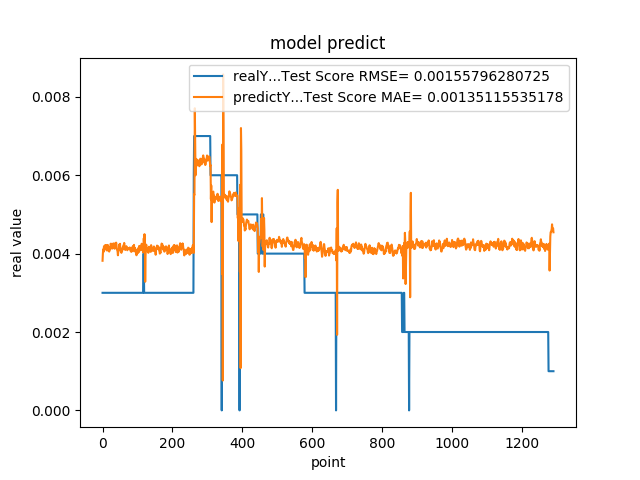 model predict
realY...Test Score RMSE= 0.00155796280725
predictY...Test Score MAE= 0.00135115535178
0.008
0.006
0.004
0.002
0.000
real value
0
200
400
600
800
1000
1200
point